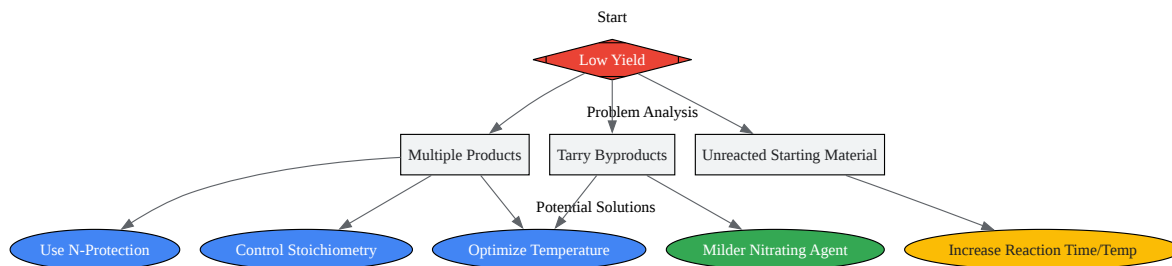 Start
Low Yield
Problem Analysis
Multiple Products
Tarry Byproducts
Unreacted Starting Material
Potential Solutions
Use N-Protection
Control Stoichiometry
Optimize Temperature
Milder Nitrating Agent
Increase Reaction Time/Temp